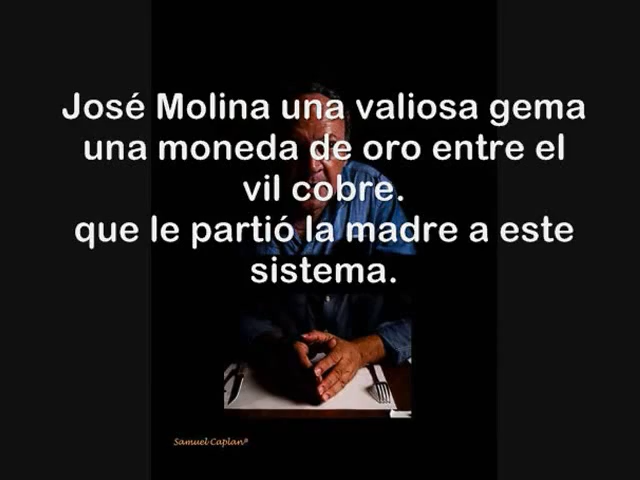 José Molina una valiosa gema
una moneda de oro entre el
vil cobre.
que le partió la madre a este
sistema.
Samuel Caplan®